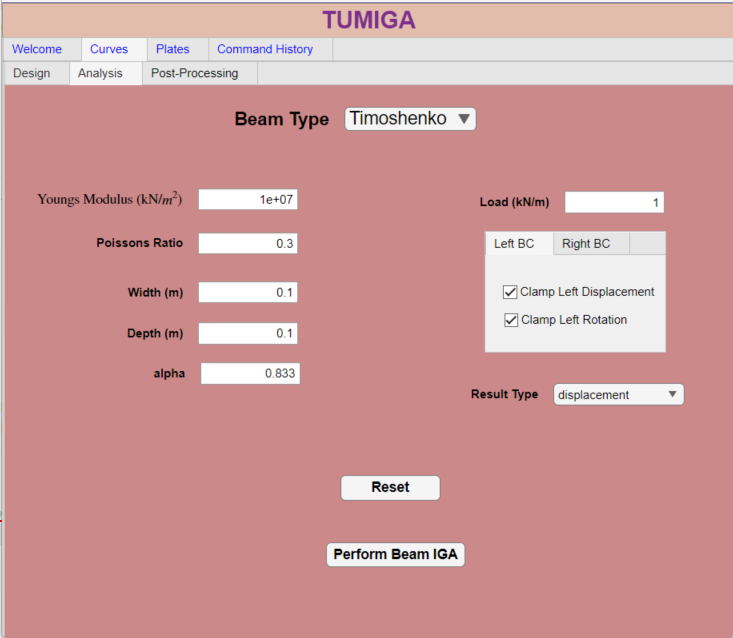 TUMIGA
Welcome Curves Plates Command History
Design Analysis Post-Processing
Beam Type Timoshenko
Youngs Modulus (kN/m²) 1e+07
Load (kN/m) 1
Poissons Ratio 0.3
Left BC Right BC
Width (m) 0.1
Clamp Left Displacement
Clamp Left Rotation
Depth (m) 0.1
alpha 0.833
Result Type displacement
Reset
Perform Beam IGA